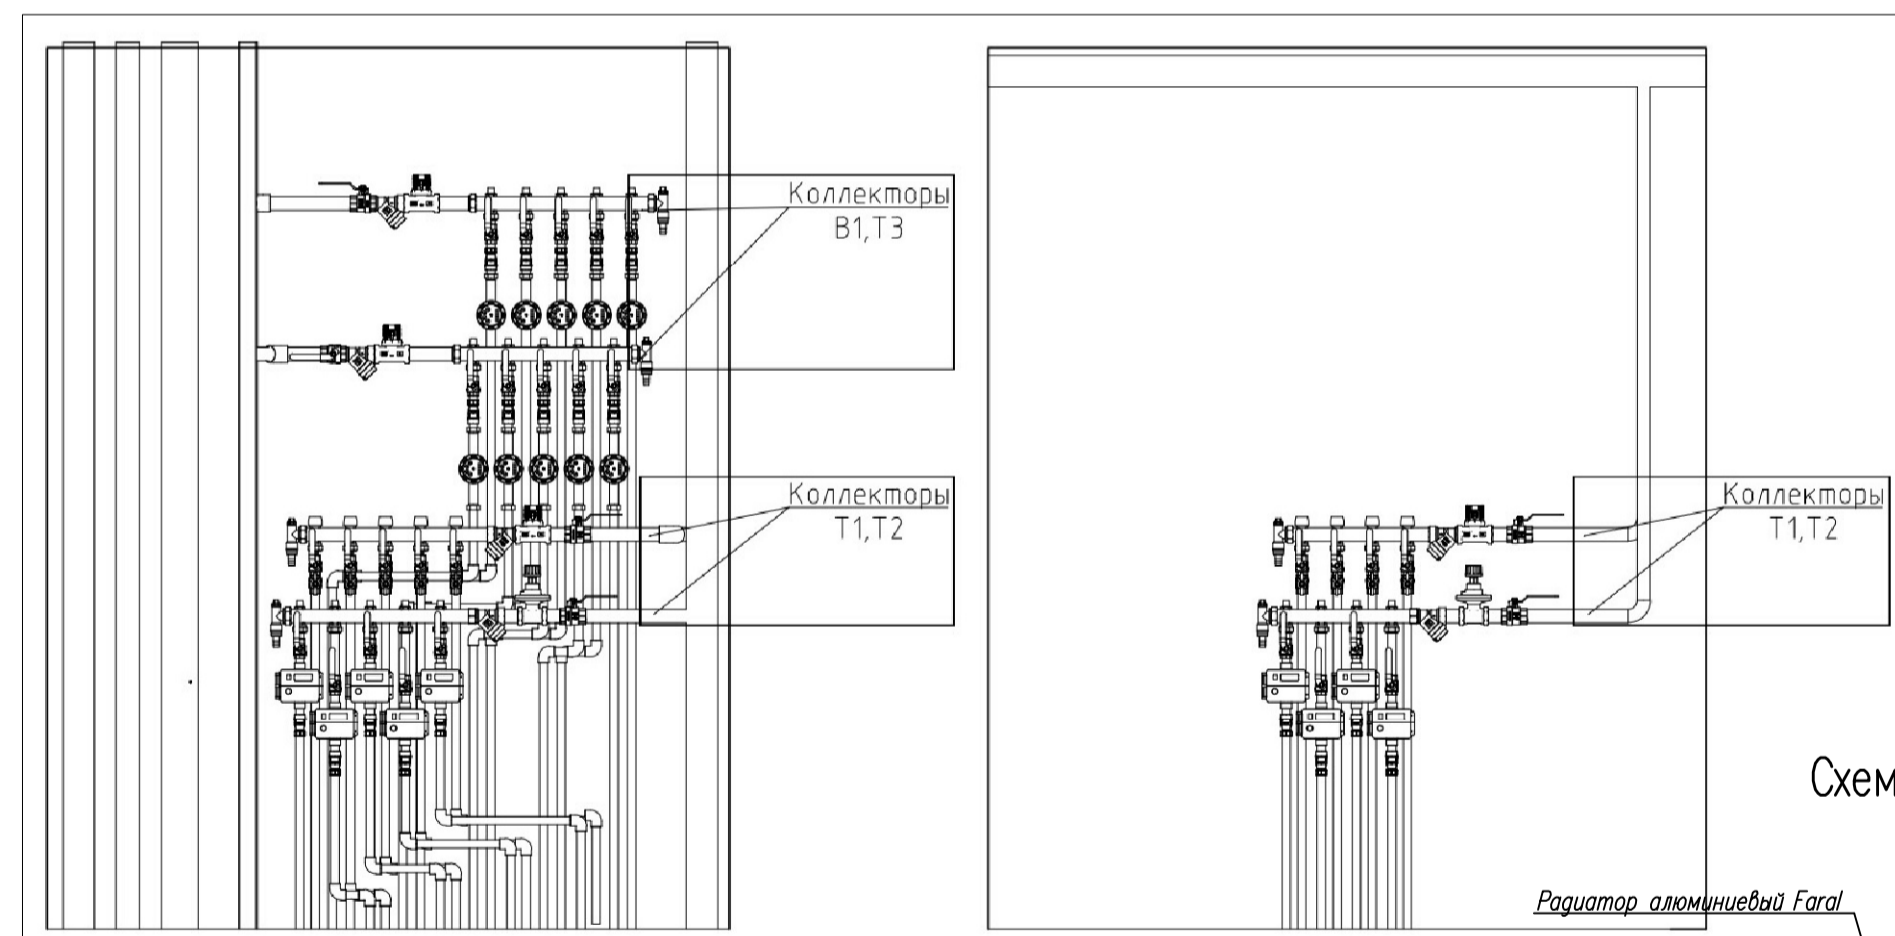 Коллекторы
В1,Т3
Коллекторы
Т1,Т2
Коллекторы
Т1,Т2
Схем
Радиатор алюминиевый Faral